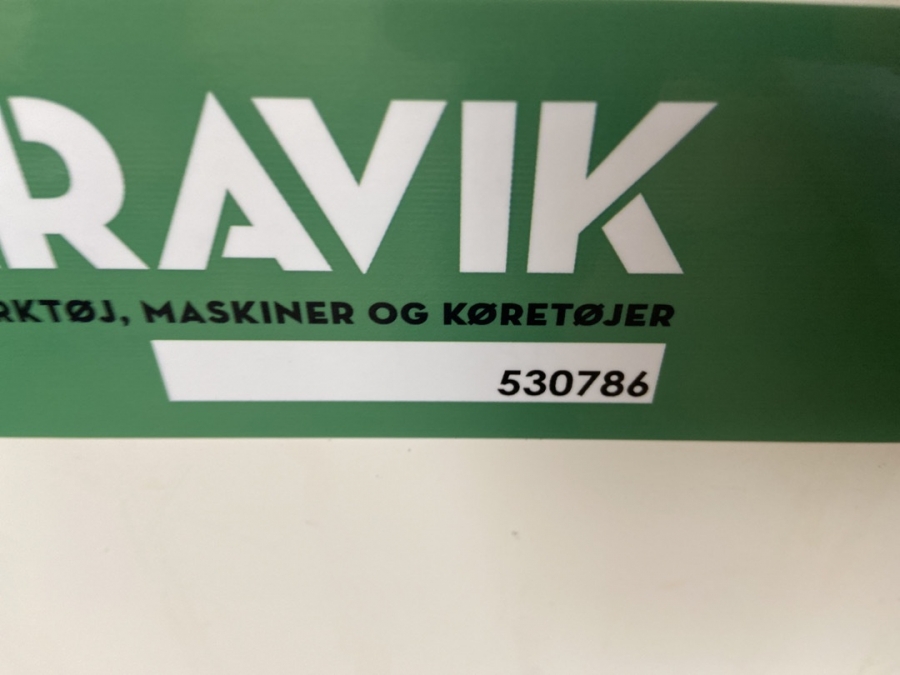 RAVIK
RKTØJ, MASKINER OG KØRETØJER
530786